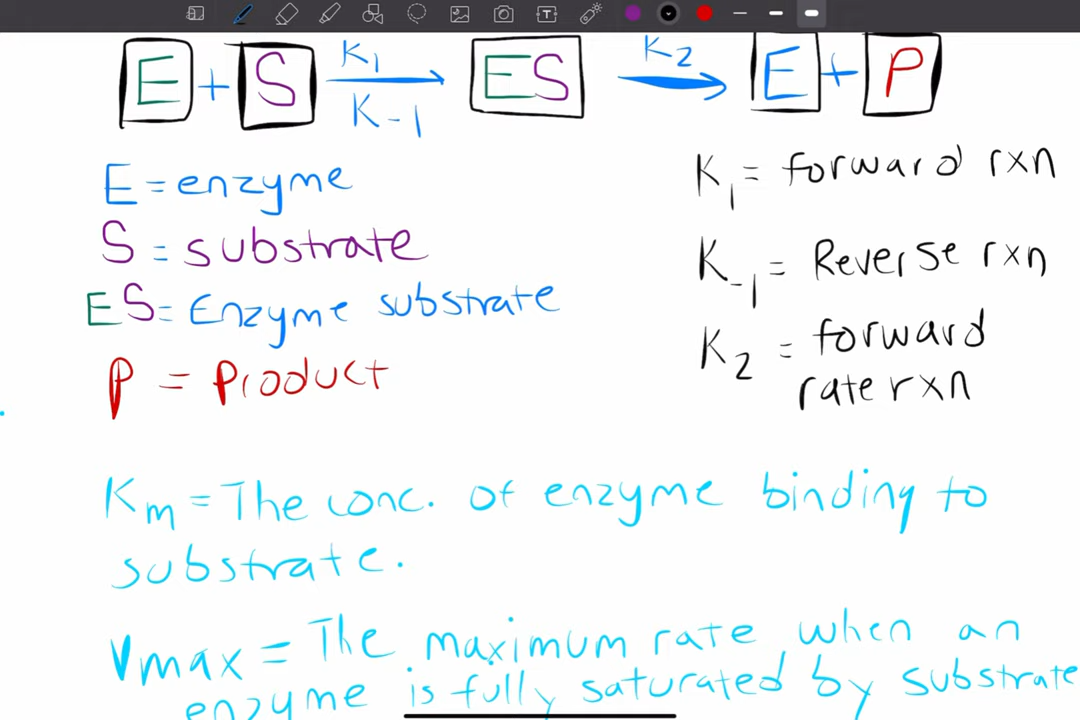 E + S K1 K-1 ES K2 E + P
E = enzyme
S = substrate
ES = Enzyme substrate
P = Product
K1 = forward rxn
K-1 = Reverse rxn
K2 = forward
rate rxn
Km = The conc. of enzyme binding to
substrate.
Vmax = The maximum rate when an
enzyme is fully saturated by substrate